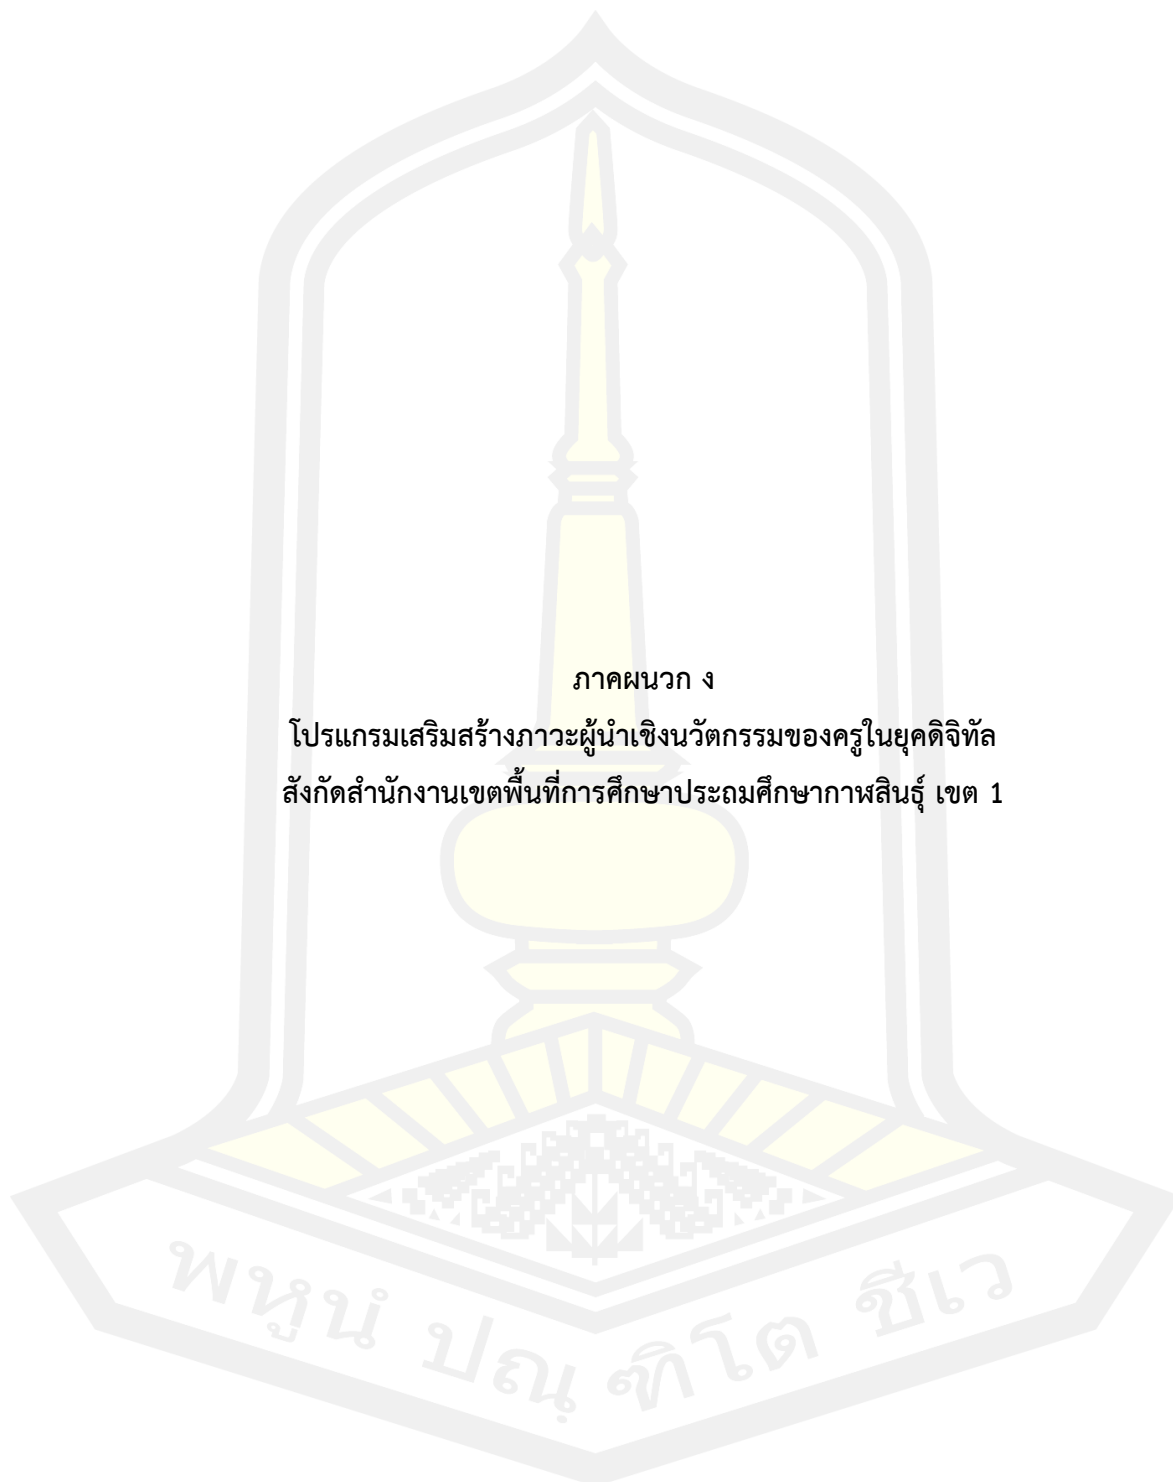 ภาคผนวก ง
โปรแกรมเสริมสร้างภาวะผู้นำเชิงนวัตกรรมของครูในยุคดิจิทัล
สังกัดสำนักงานเขตพื้นที่การศึกษาประถมศึกษากาฬสินธุ์ เขต 1
พหูนํ ปณฺฑิโต ชีเว